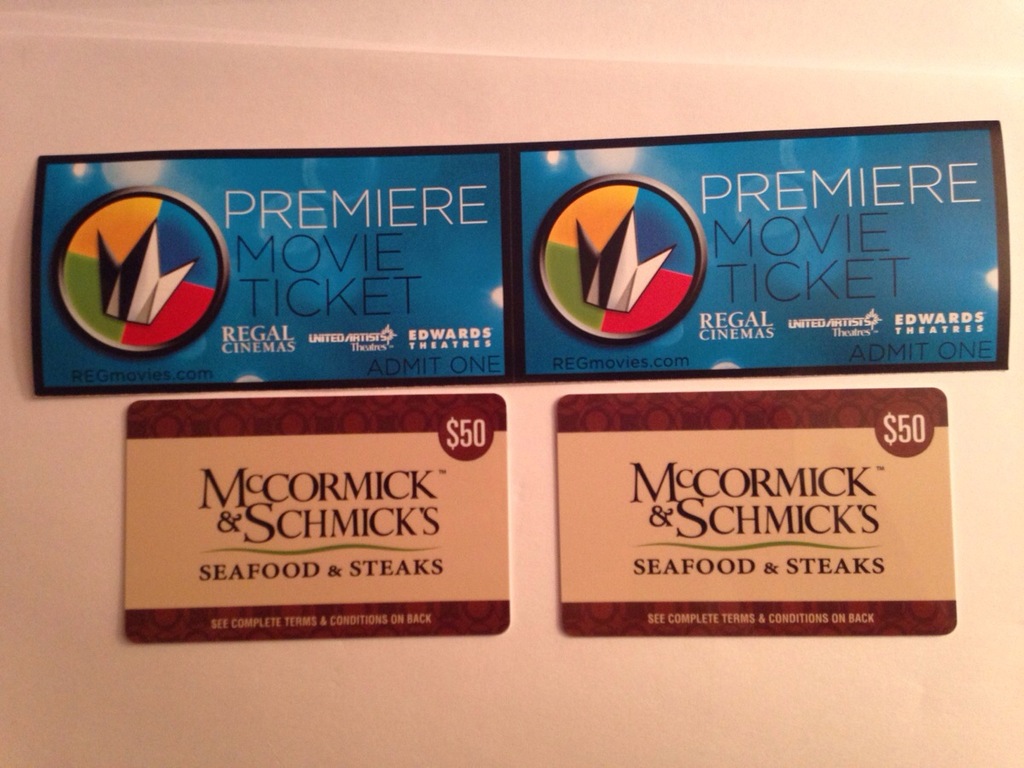 PREMIERE
MOVIE
TICKET
REGAL
CINEMAS
UNITED ARTISTS
Theatres
EDWARDS
THEATRES
REGmovies.com
ADMIT ONE
PREMIERE
MOVIE
TICKET
REGAL
CINEMAS
UNITED ARTISTS
Theatres
EDWARDS
THEATRES
REGmovies.com
ADMIT ONE
$50
McCORMICK™
& SCHMICK'S
SEAFOOD & STEAKS
SEE COMPLETE TERMS & CONDITIONS ON BACK
$50
McCORMICK™
& SCHMICK'S
SEAFOOD & STEAKS
SEE COMPLETE TERMS & CONDITIONS ON BACK